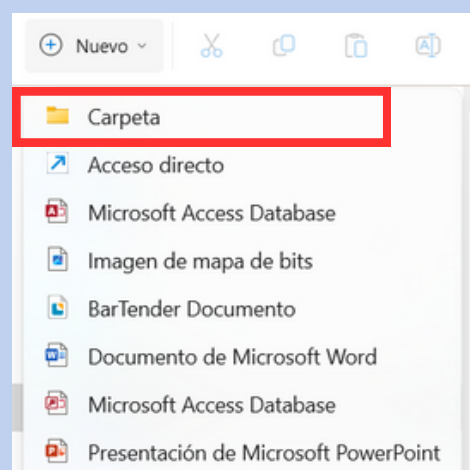 Nuevo
Carpeta
Acceso directo
Microsoft Access Database
Imagen de mapa de bits
BarTender Documento
Documento de Microsoft Word
Microsoft Access Database
Presentación de Microsoft PowerPoint